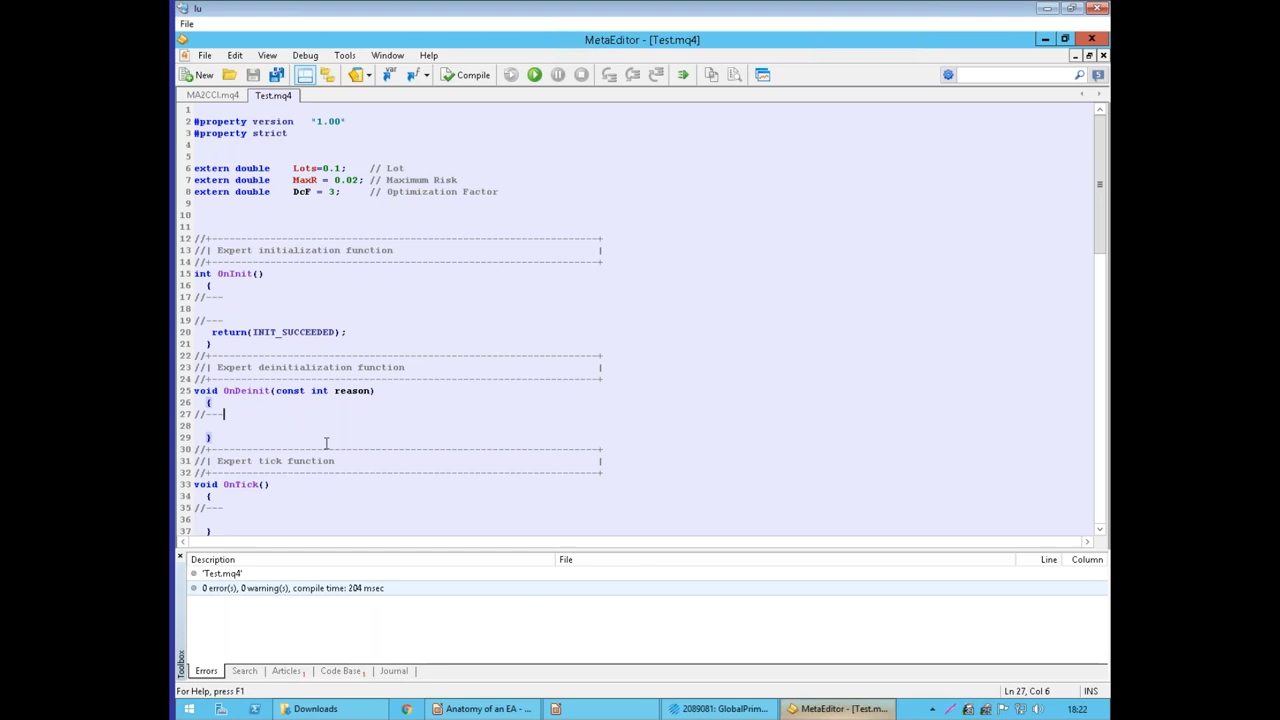 lu
File
MetaEditor - [Test.mq4]
File Edit View Debug Tools Window Help
New Compile
MA2CCI.mq4 Test.mq4
1
2 #property version "1.00"
3 #property strict
4
5
6 extern double Lots=0.1; // Lot
7 extern double MaxR = 0.02; // Maximum Risk
8 extern double DcF = 3; // Optimization Factor
9
10
11
12 //+------------------------------------------------------------------+
13 //| Expert initialization function |
14 //+------------------------------------------------------------------+
15 int OnInit()
16 {
17 //---
18
19 //---
20 return(INIT_SUCCEEDED);
21 }
22 //+------------------------------------------------------------------+
23 //| Expert deinitialization function |
24 //+------------------------------------------------------------------+
25 void OnDeinit(const int reason)
26 {
27 //---
28
29 }
30 //+------------------------------------------------------------------+
31 //| Expert tick function |
32 //+------------------------------------------------------------------+
33 void OnTick()
34 {
35 //---
36
37 }
Description File Line Column
'Test.mq4'
0 error(s), 0 warning(s), compile time: 204 msec
Toolbox
Errors Search Articles 1 Code Base 1 Journal
For Help, press F1 Ln 27, Col 6 INS
Downloads Anatomy of an EA - ... 2089081: GlobalPrim... MetaEditor - [Test.m... 18:22